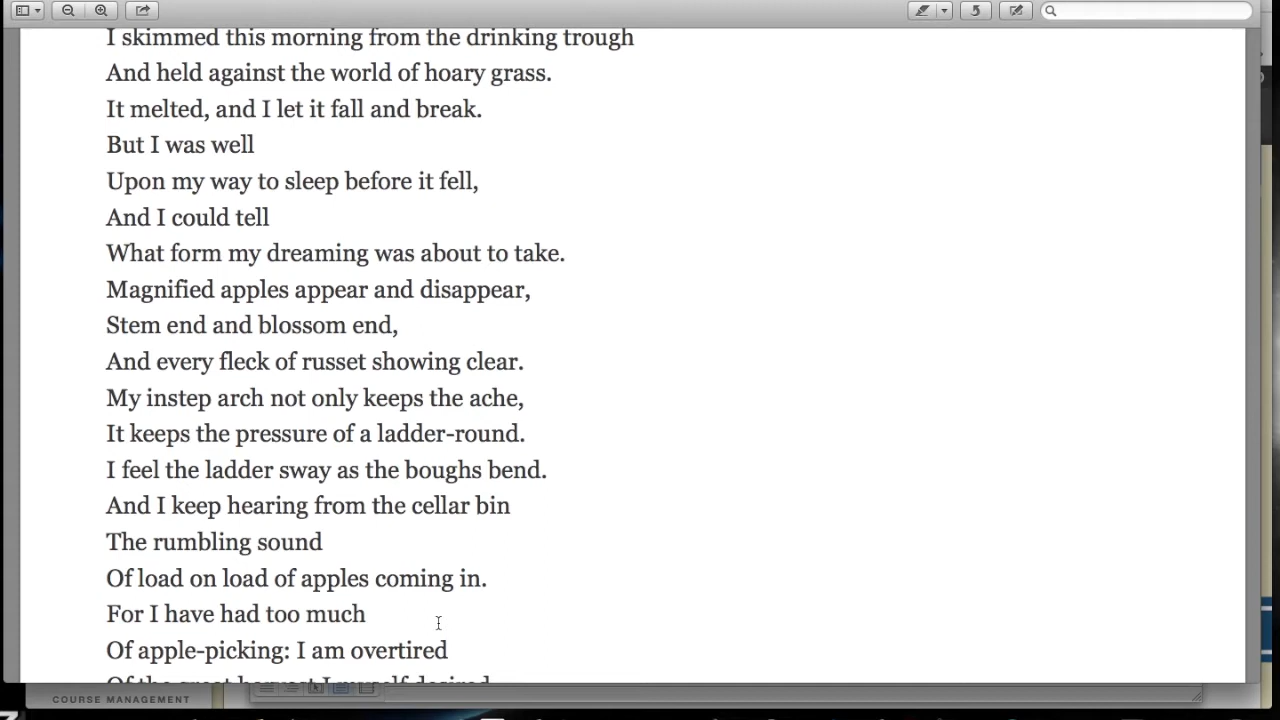 I skimmed this morning from the drinking trough
And held against the world of hoary grass.
It melted, and I let it fall and break.
But I was well
Upon my way to sleep before it fell,
And I could tell
What form my dreaming was about to take.
Magnified apples appear and disappear,
Stem end and blossom end,
And every fleck of russet showing clear.
My instep arch not only keeps the ache,
It keeps the pressure of a ladder-round.
I feel the ladder sway as the boughs bend.
And I keep hearing from the cellar bin
The rumbling sound
Of load on load of apples coming in.
For I have had too much
Of apple-picking: I am overtired
Of the great harvest I myself desired
COURSE MANAGEMENT